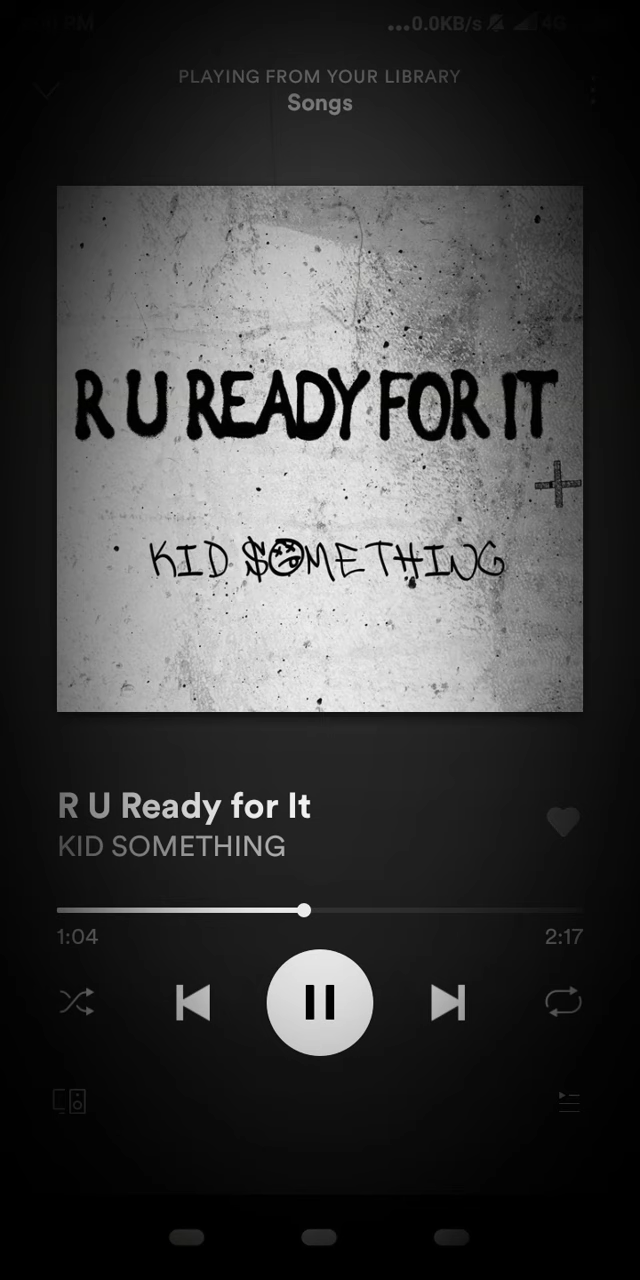 PM ...0.0KB/s 4G
PLAYING FROM YOUR LIBRARY
Songs
R U READY FOR IT
KID $OMETHING
R U Ready for It
KID SOMETHING
1:04 2:17